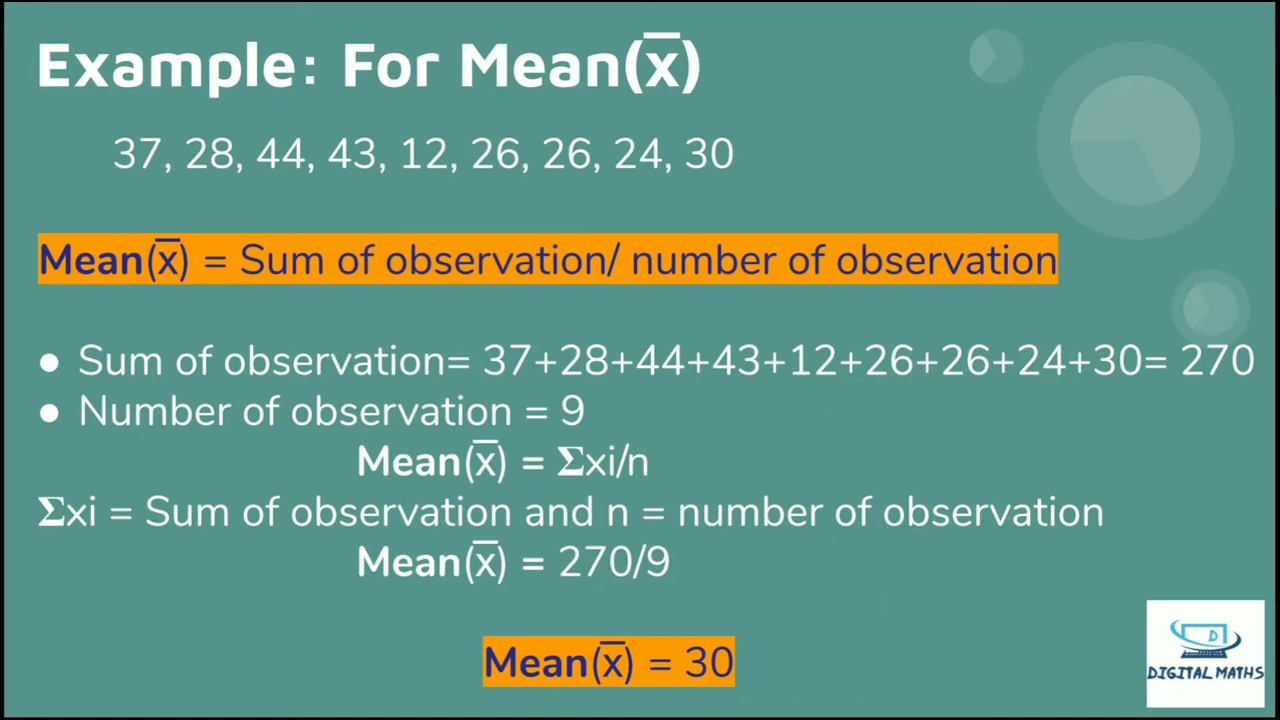 Example: For Mean(x̅)
37, 28, 44, 43, 12, 26, 26, 24, 30
Mean(x̅) = Sum of observation/ number of observation
● Sum of observation= 37+28+44+43+12+26+26+24+30= 270
● Number of observation = 9
Mean(x̅) = Σxi/n
Σxi = Sum of observation and n = number of observation
Mean(x̅) = 270/9
Mean(x̅) = 30
D
DIGITAL MATHS